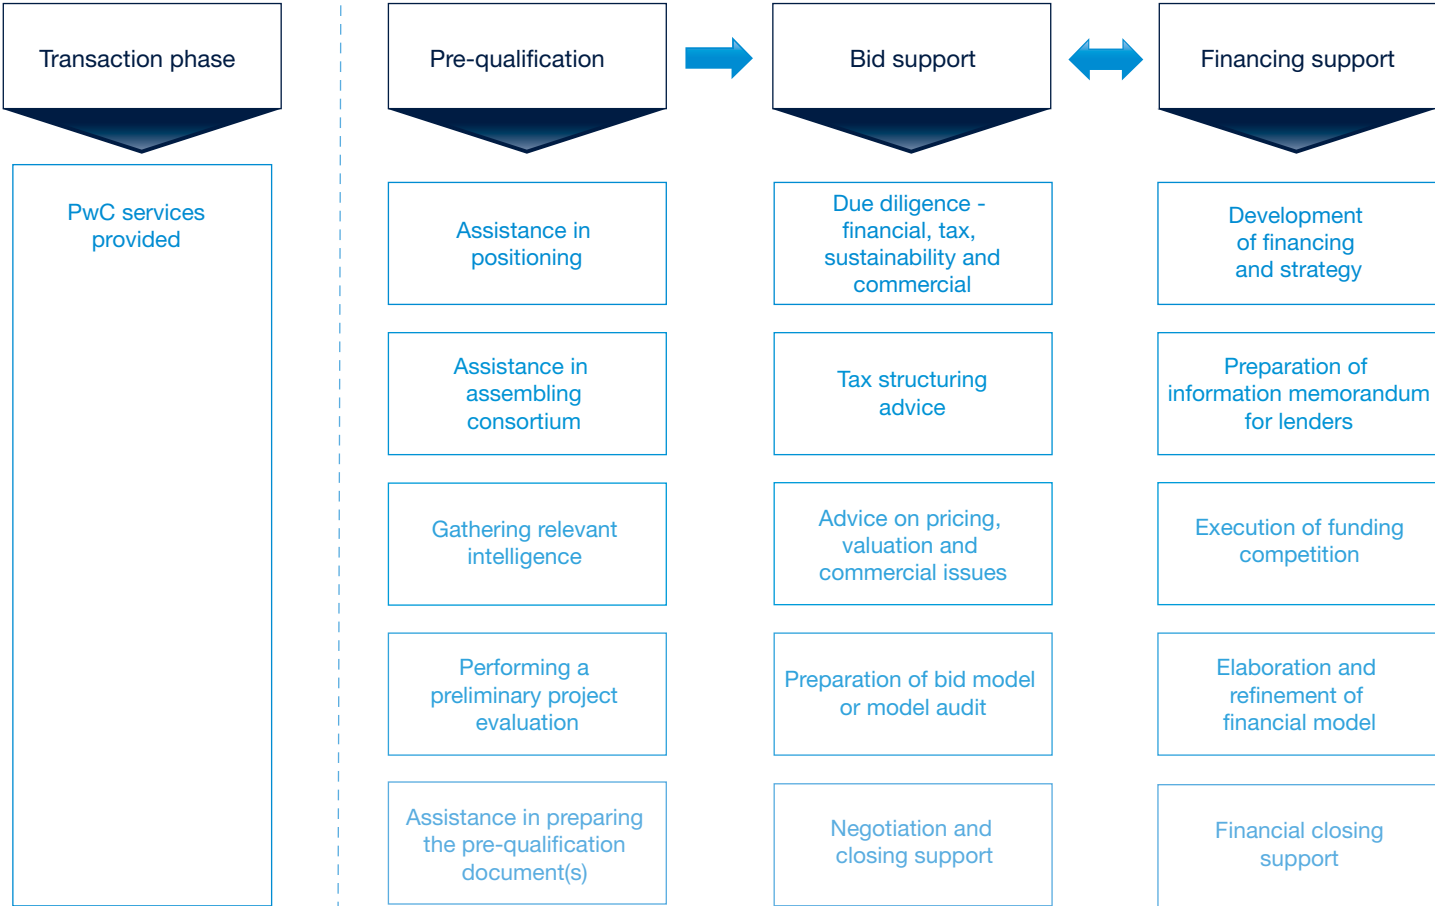 Transaction phase
Pre-qualification
Bid support
Financing support
PwC services
provided
Assistance in
positioning
Due diligence -
financial, tax,
sustainability and
commercial
Development
of financing
and strategy
Assistance in
assembling
consortium
Tax structuring
advice
Preparation of
information memorandum
for lenders
Gathering relevant
intelligence
Advice on pricing,
valuation and
commercial issues
Execution of funding
competition
Performing a
preliminary project
evaluation
Preparation of bid model
or model audit
Elaboration and
refinement of
financial model
Assistance in preparing
the pre-qualification
document(s)
Negotiation and
closing support
Financial closing
support